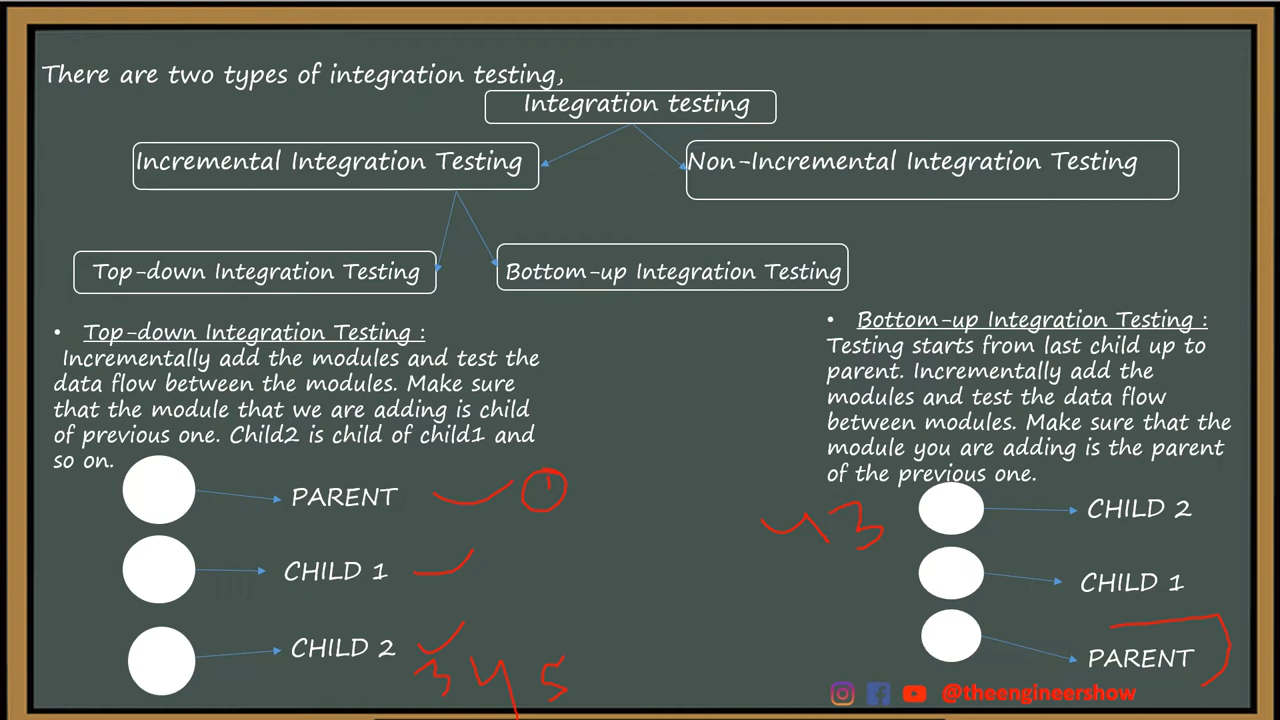 There are two types of integration testing,
Integration testing
Incremental Integration Testing
Non-Incremental Integration Testing
Top-down Integration Testing
Bottom-up Integration Testing
• Top-down Integration Testing :
Incrementally add the modules and test the
data flow between the modules. Make sure
that the module that we are adding is child
of previous one. Child2 is child of child1 and
so on.
PARENT
1
CHILD 1
CHILD 2
3 4 5
• Bottom-up Integration Testing :
Testing starts from last child up to
parent. Incrementally add the
modules and test the data flow
between modules. Make sure that the
module you are adding is the parent
of the previous one.
CHILD 2
CHILD 1
PARENT
@theengineershow